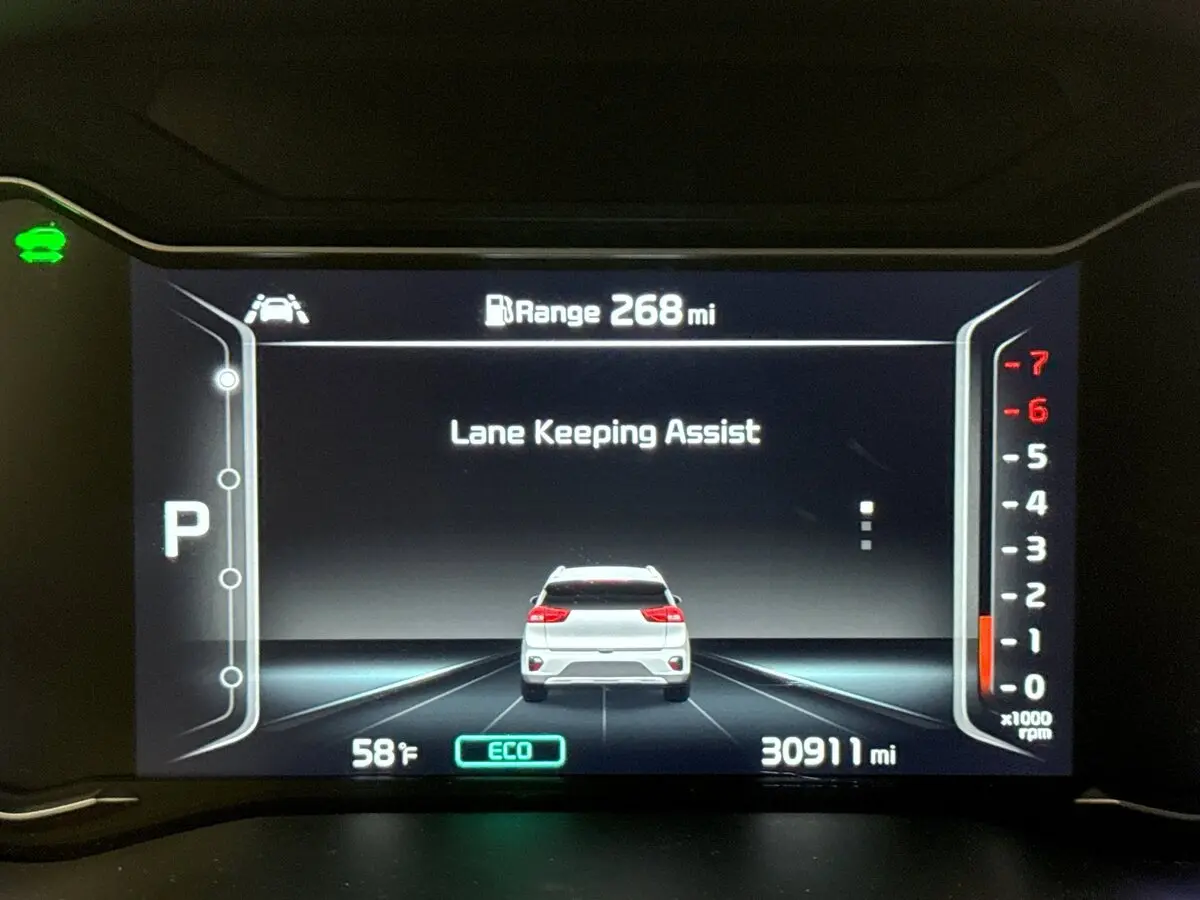 Range 268 mi
Lane Keeping Assist
P
7
6
5
4
3
2
1
0
x1000
rpm
58°F
ECO
30911 mi